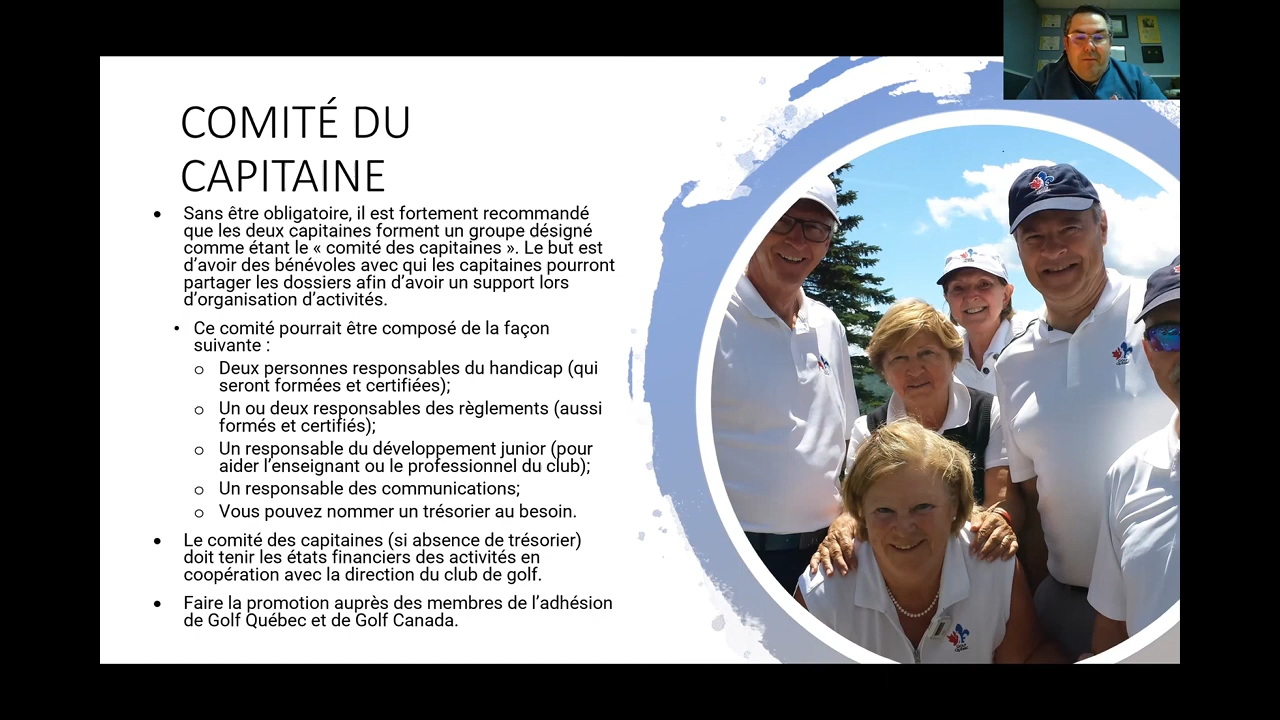 COMITÉ DU
CAPITAINE
• Sans être obligatoire, il est fortement recommandé
que les deux capitaines forment un groupe désigné
comme étant le « comité des capitaines ». Le but est
d’avoir des bénévoles avec qui les capitaines pourront
partager les dossiers afin d’avoir un support lors
d’organisation d’activités.
• Ce comité pourrait être composé de la façon
suivante :
o Deux personnes responsables du handicap (qui
seront formées et certifiées);
o Un ou deux responsables des règlements (aussi
formés et certifiés);
o Un responsable du développement junior (pour
aider l’enseignant ou le professionnel du club);
o Un responsable des communications;
o Vous pouvez nommer un trésorier au besoin.
• Le comité des capitaines (si absence de trésorier)
doit tenir les états financiers des activités en
coopération avec la direction du club de golf.
• Faire la promotion auprès des membres de l’adhésion
de Golf Québec et de Golf Canada.